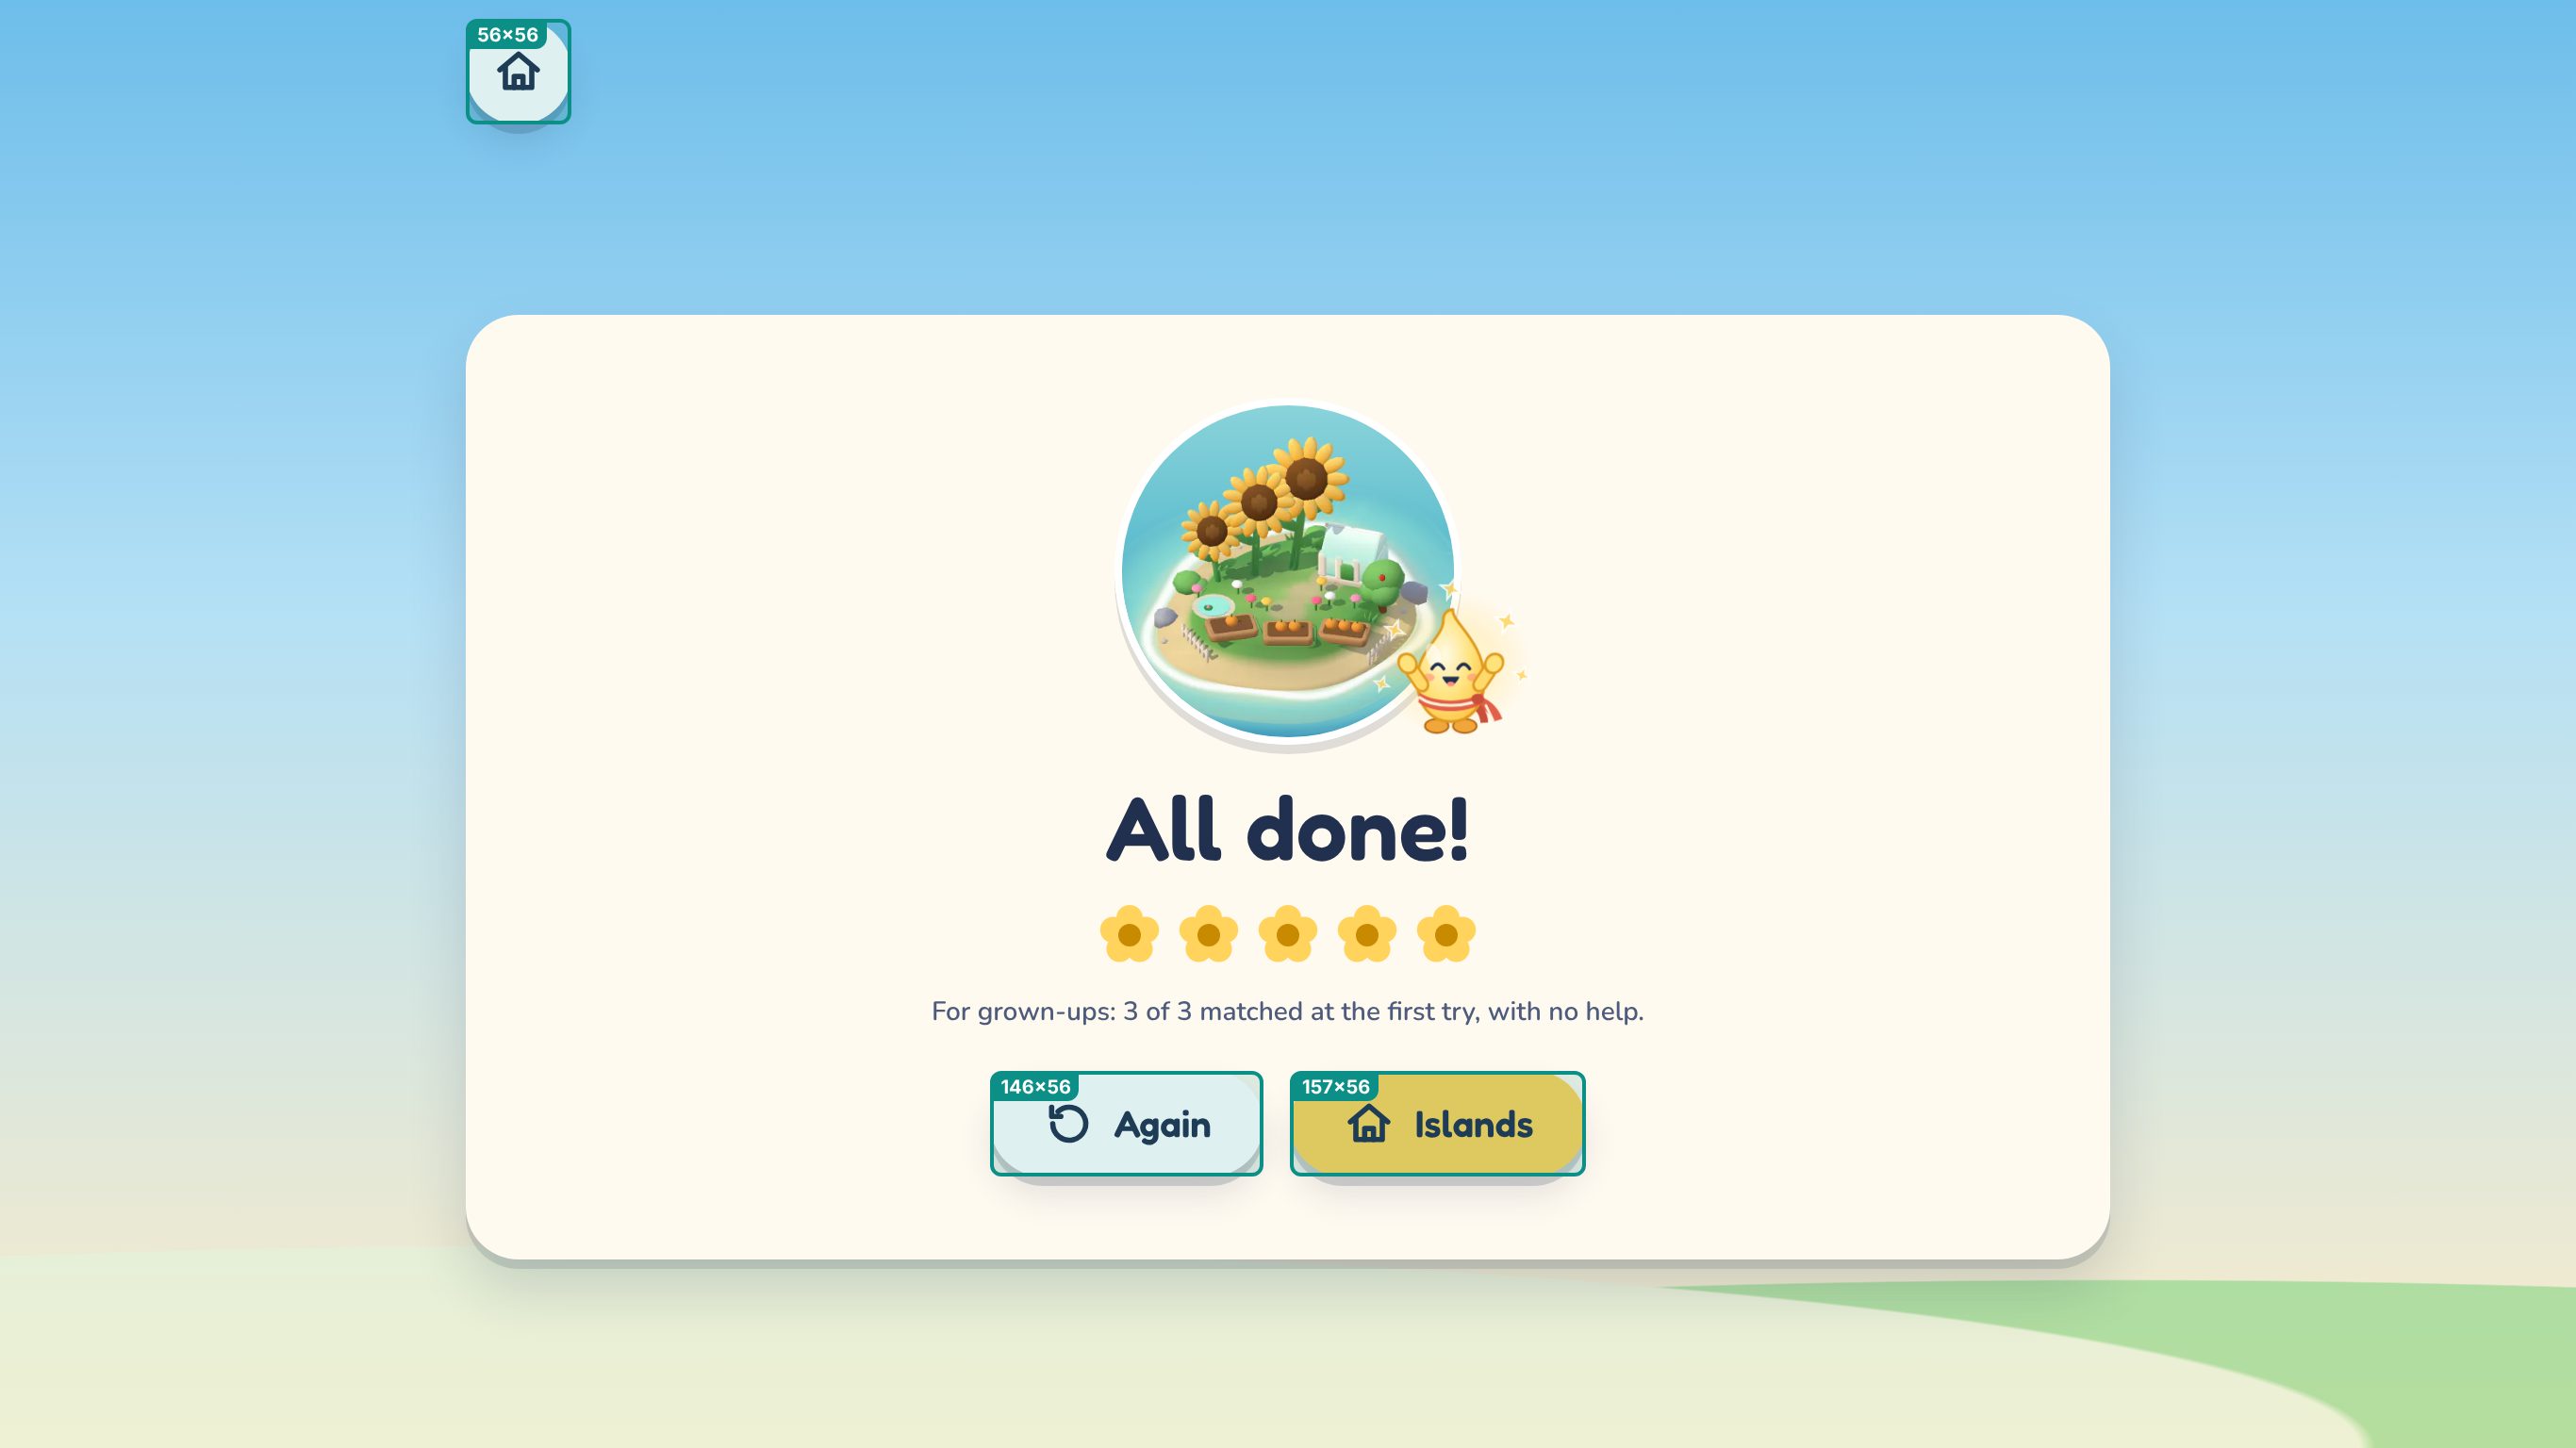 56×56
All done!
For grown-ups: 3 of 3 matched at the first try, with no help.
146×56
Again
157×56
Islands